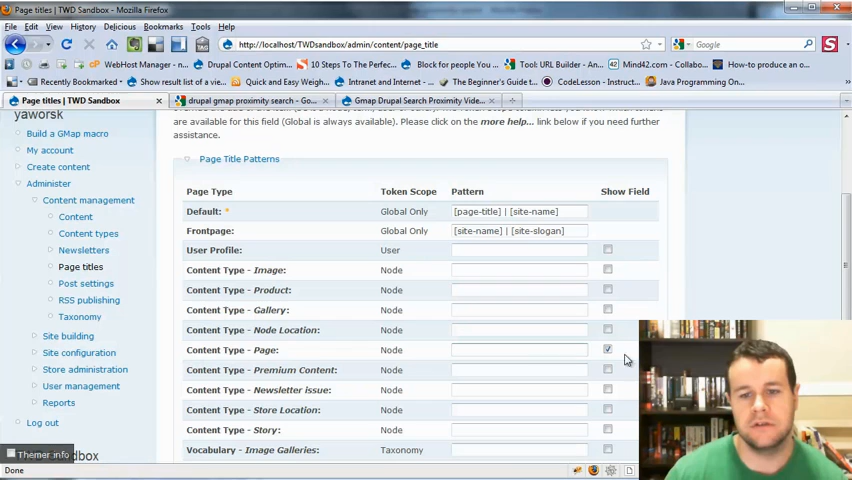 Page titles | TWD Sandbox - Mozilla Firefox
File Edit View History Delicious Bookmarks Tools Help
http://localhost/TWDsandbox/admin/content/page_title
Google
WebHost Manager - ... Drupal Content Optim... 10 Steps To the Perfec... Block for People you ... Tool: URL Builder - An... Mind42.com - Collabo... How-to produce an o...
Recently Bookmarked Show result list of a vie... Quick and Easy Weigh... Intranet and Internet - ... The Beginner's Guide t... CodeLesson - Instruct... Java Programming On...
Page titles | TWD Sandbox
drupal gmap proximity search - Go...
Gmap Drupal Search Proximity Vide...
yaworsk
Build a GMap macro
My account
Create content
Administer
Content management
Content
Content types
Newsletters
Page titles
Post settings
RSS publishing
Taxonomy
Site building
Site configuration
Store administration
User management
Reports
Log out
Themer info
available for this field (Global is always available). Please click on the more help... link below if you need further
assistance.
Page Title Patterns
Page Type Token Scope Pattern Show Field
Default: * Global Only [page-title] | [site-name]
Frontpage: Global Only [site-name] | [site-slogan]
User Profile: User
Content Type - Image: Node
Content Type - Product: Node
Content Type - Gallery: Node
Content Type - Node Location: Node
Content Type - Page: Node
Content Type - Premium Content: Node
Content Type - Newsletter issue: Node
Content Type - Store Location: Node
Content Type - Story: Node
Vocabulary - Image Galleries: Taxonomy
Done